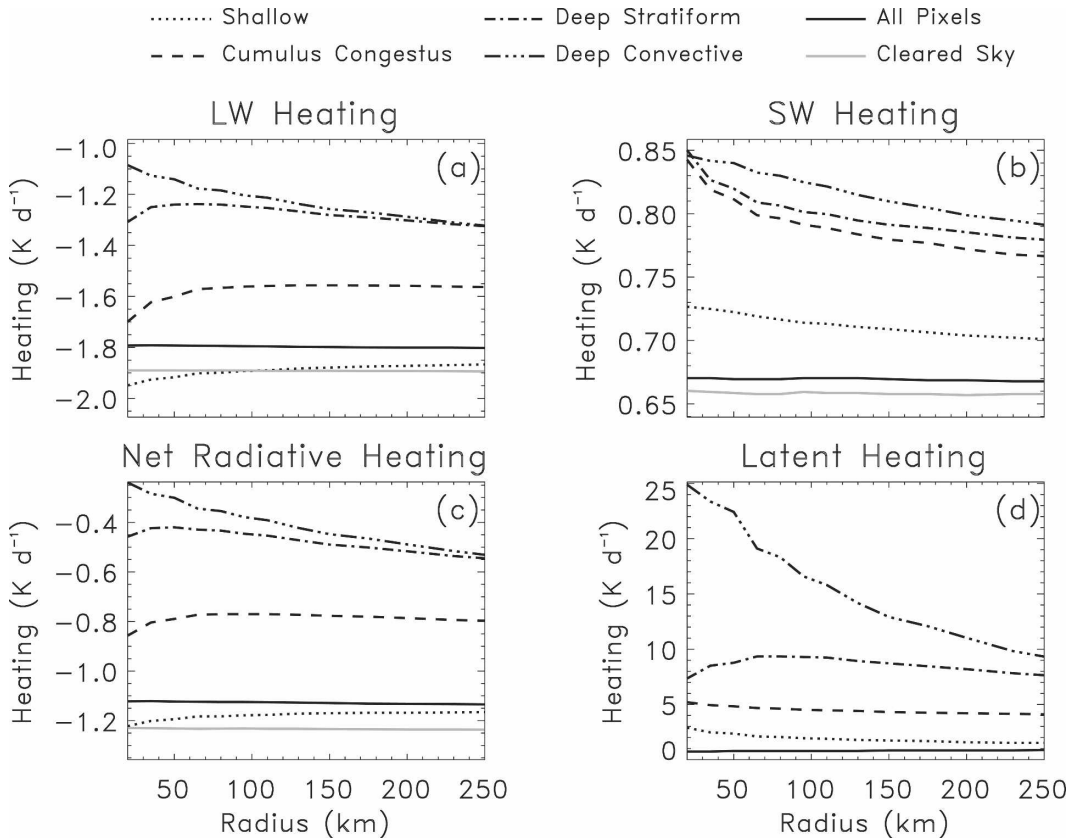 Shallow
Deep Stratiform
All Pixels
Cumulus Congestus
Deep Convective
Cleared Sky
LW Heating
SW Heating
(a)
(b)
Heating (K d⁻¹)
-1.0
-1.2
-1.4
-1.6
-1.8
-2.0
Heating (K d⁻¹)
0.85
0.80
0.75
0.70
0.65
Net Radiative Heating
Latent Heating
(c)
(d)
Heating (K d⁻¹)
-0.4
-0.6
-0.8
-1.0
-1.2
Heating (K d⁻¹)
25
20
15
10
5
0
50 100 150 200 250
Radius (km)
50 100 150 200 250
Radius (km)